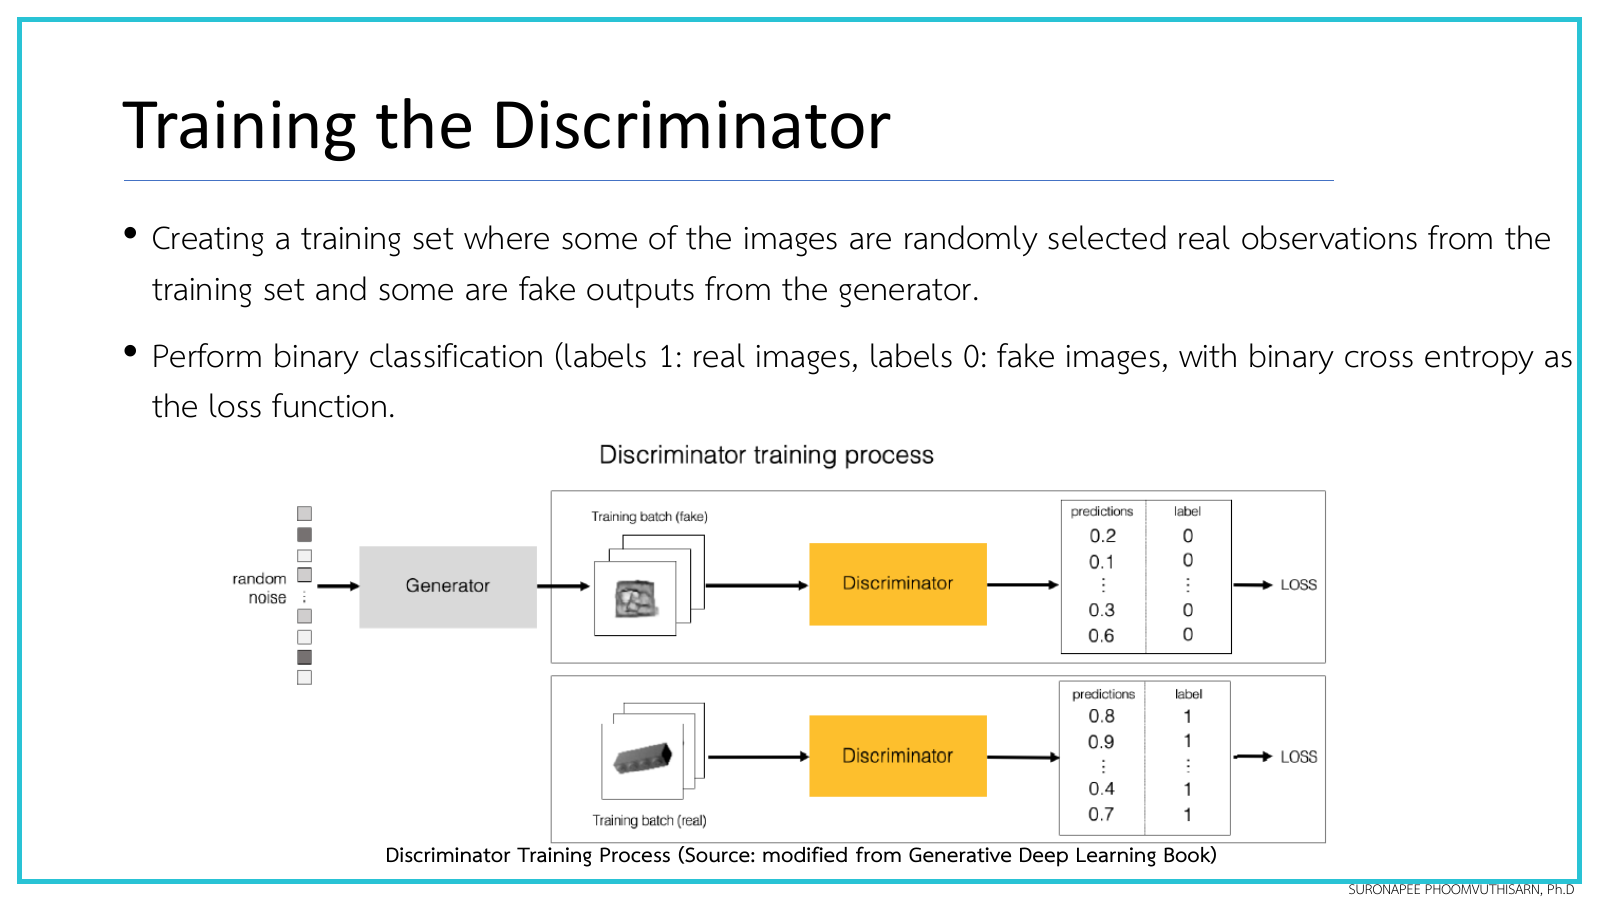 Training the Discriminator
• Creating a training set where some of the images are randomly selected real observations from the
training set and some are fake outputs from the generator.
• Perform binary classification (labels 1: real images, labels 0: fake images, with binary cross entropy as
the loss function.
Discriminator training process
random
noise
Generator
Training batch (fake)
Discriminator
predictions label
0.2 0
0.1 0
⋮ ⋮
0.3 0
0.6 0
LOSS
Training batch (real)
Discriminator
predictions label
0.8 1
0.9 1
⋮ ⋮
0.4 1
0.7 1
LOSS
Discriminator Training Process (Source: modified from Generative Deep Learning Book)
SURONAPEE PHOOMVUTHISARN, Ph.D